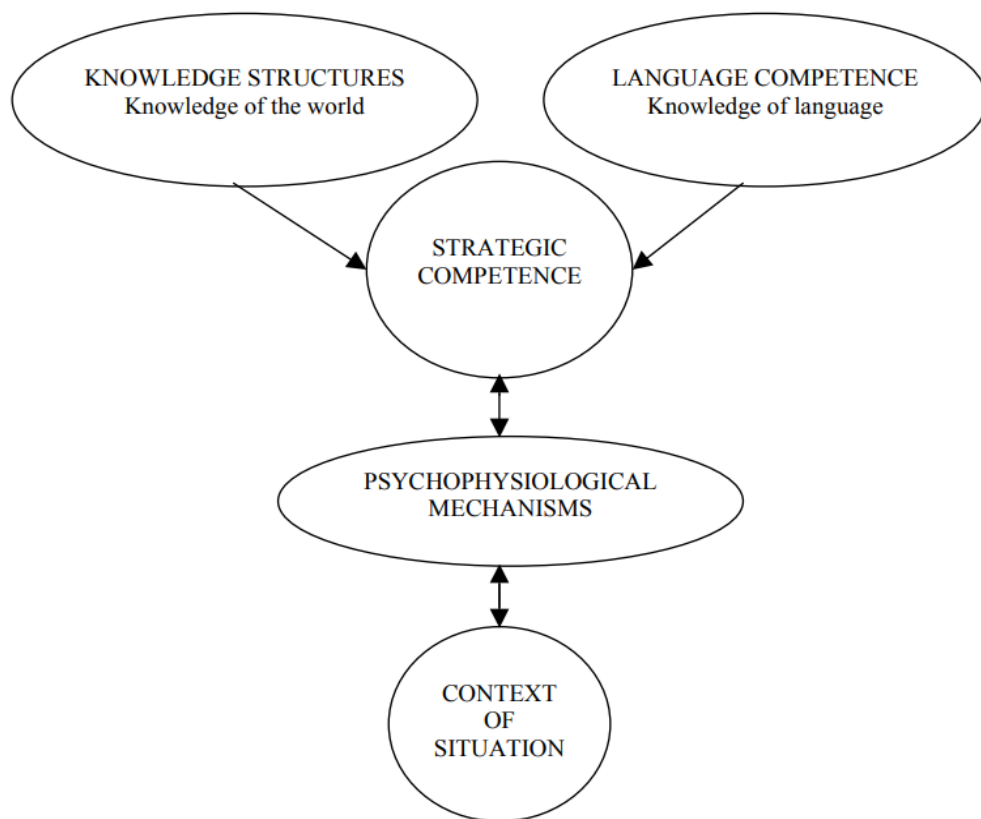 KNOWLEDGE STRUCTURES
Knowledge of the world
LANGUAGE COMPETENCE
Knowledge of language
STRATEGIC
COMPETENCE
PSYCHOPHYSIOLOGICAL
MECHANISMS
CONTEXT
OF
SITUATION